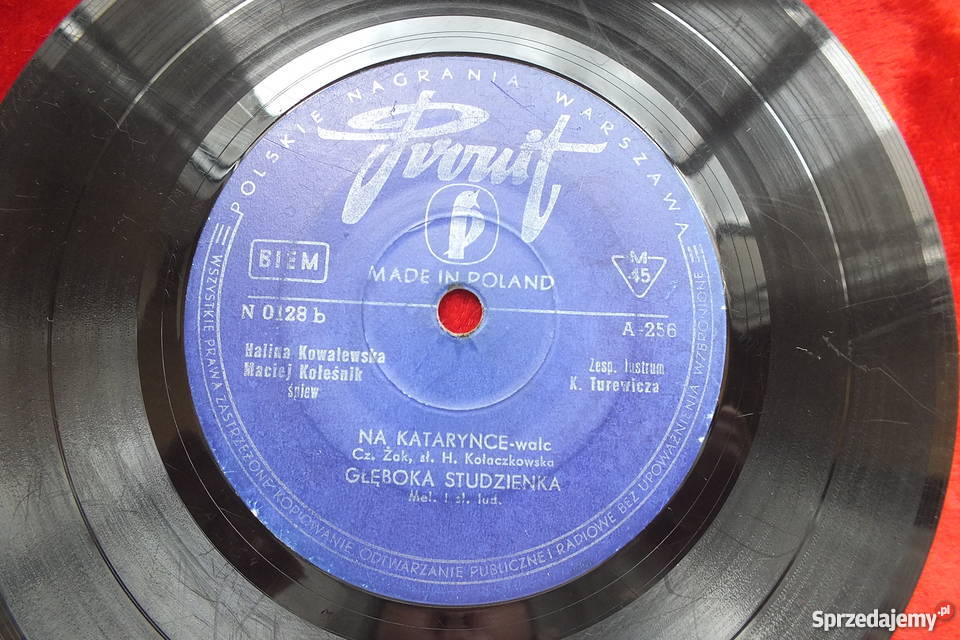 POLSKIE NAGRANIA WARSZAWA
Pronit
BIEM
M
45
MADE IN POLAND
N 0128 b
A-256
Halina Kowalewska
Maciej Koleśnik
śpiew
Zesp. Iustrum
K. Turewicza
NA KATARYNCE-walc
Cz. Żak, sł. H. Kołaczkowska
GŁĘBOKA STUDZIENKA
Mel. i sł. lud.
WSZYSTKIE PRAWA ZASTRZEŻONE KOPIOWANIE, ODTWARZANIE PUBLICZNE I RADIOWE BEZ UPOWAŻNIENIA WZBRONIONE
Sprzedajemy.pl